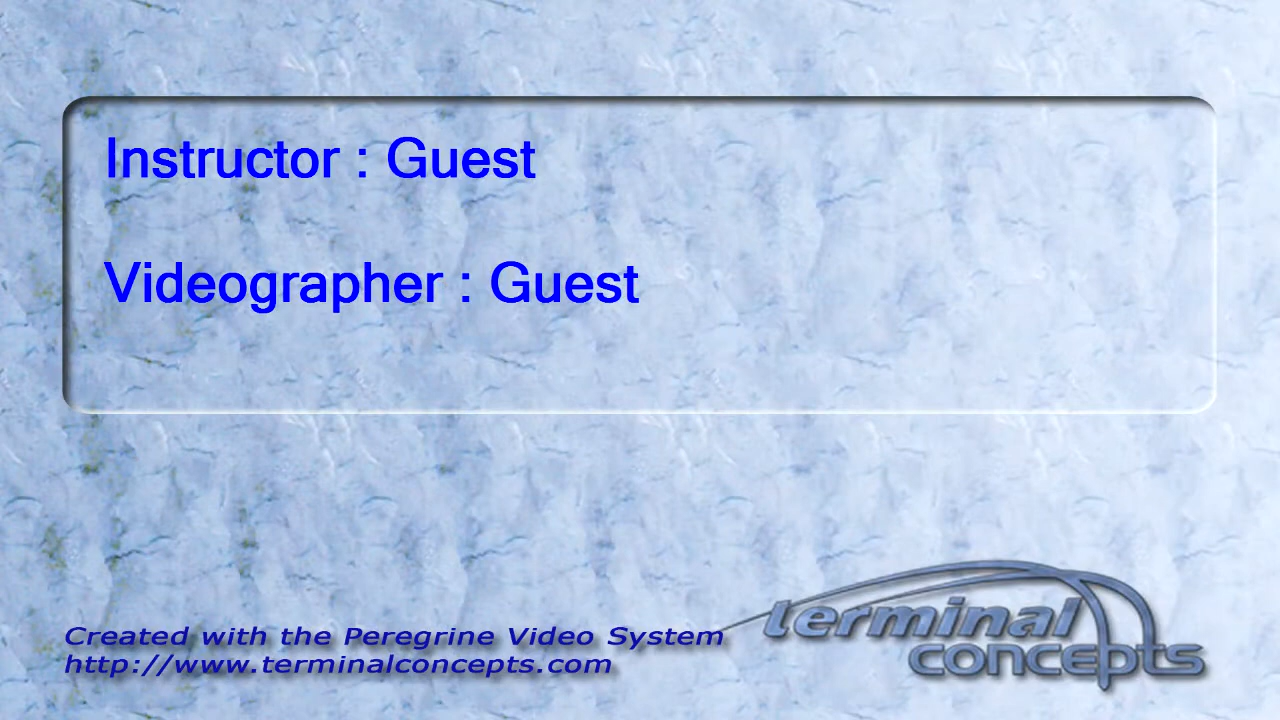 Instructor : Guest
Videographer : Guest
Created with the Peregrine Video System
http://www.terminalconcepts.com
terminal
concepts